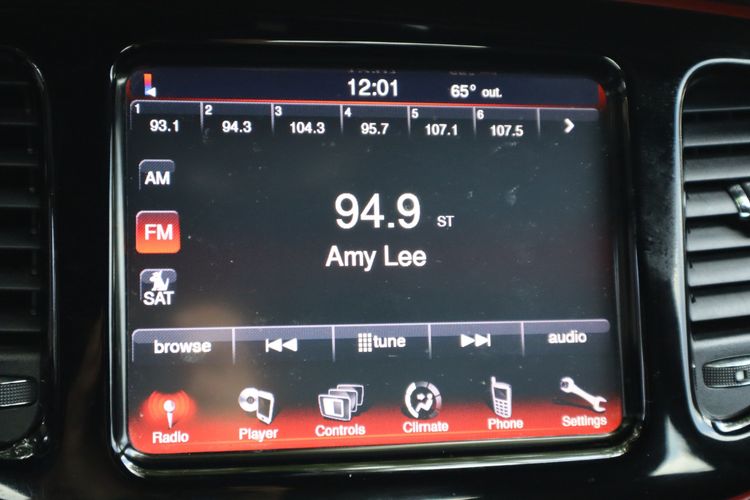 12:01 65° out.
1 2 3 4 5 6
93.1 94.3 104.3 95.7 107.1 107.5
AM
94.9 ST
FM
Amy Lee
SAT
browse tune audio
Radio Player Controls Climate Phone Settings